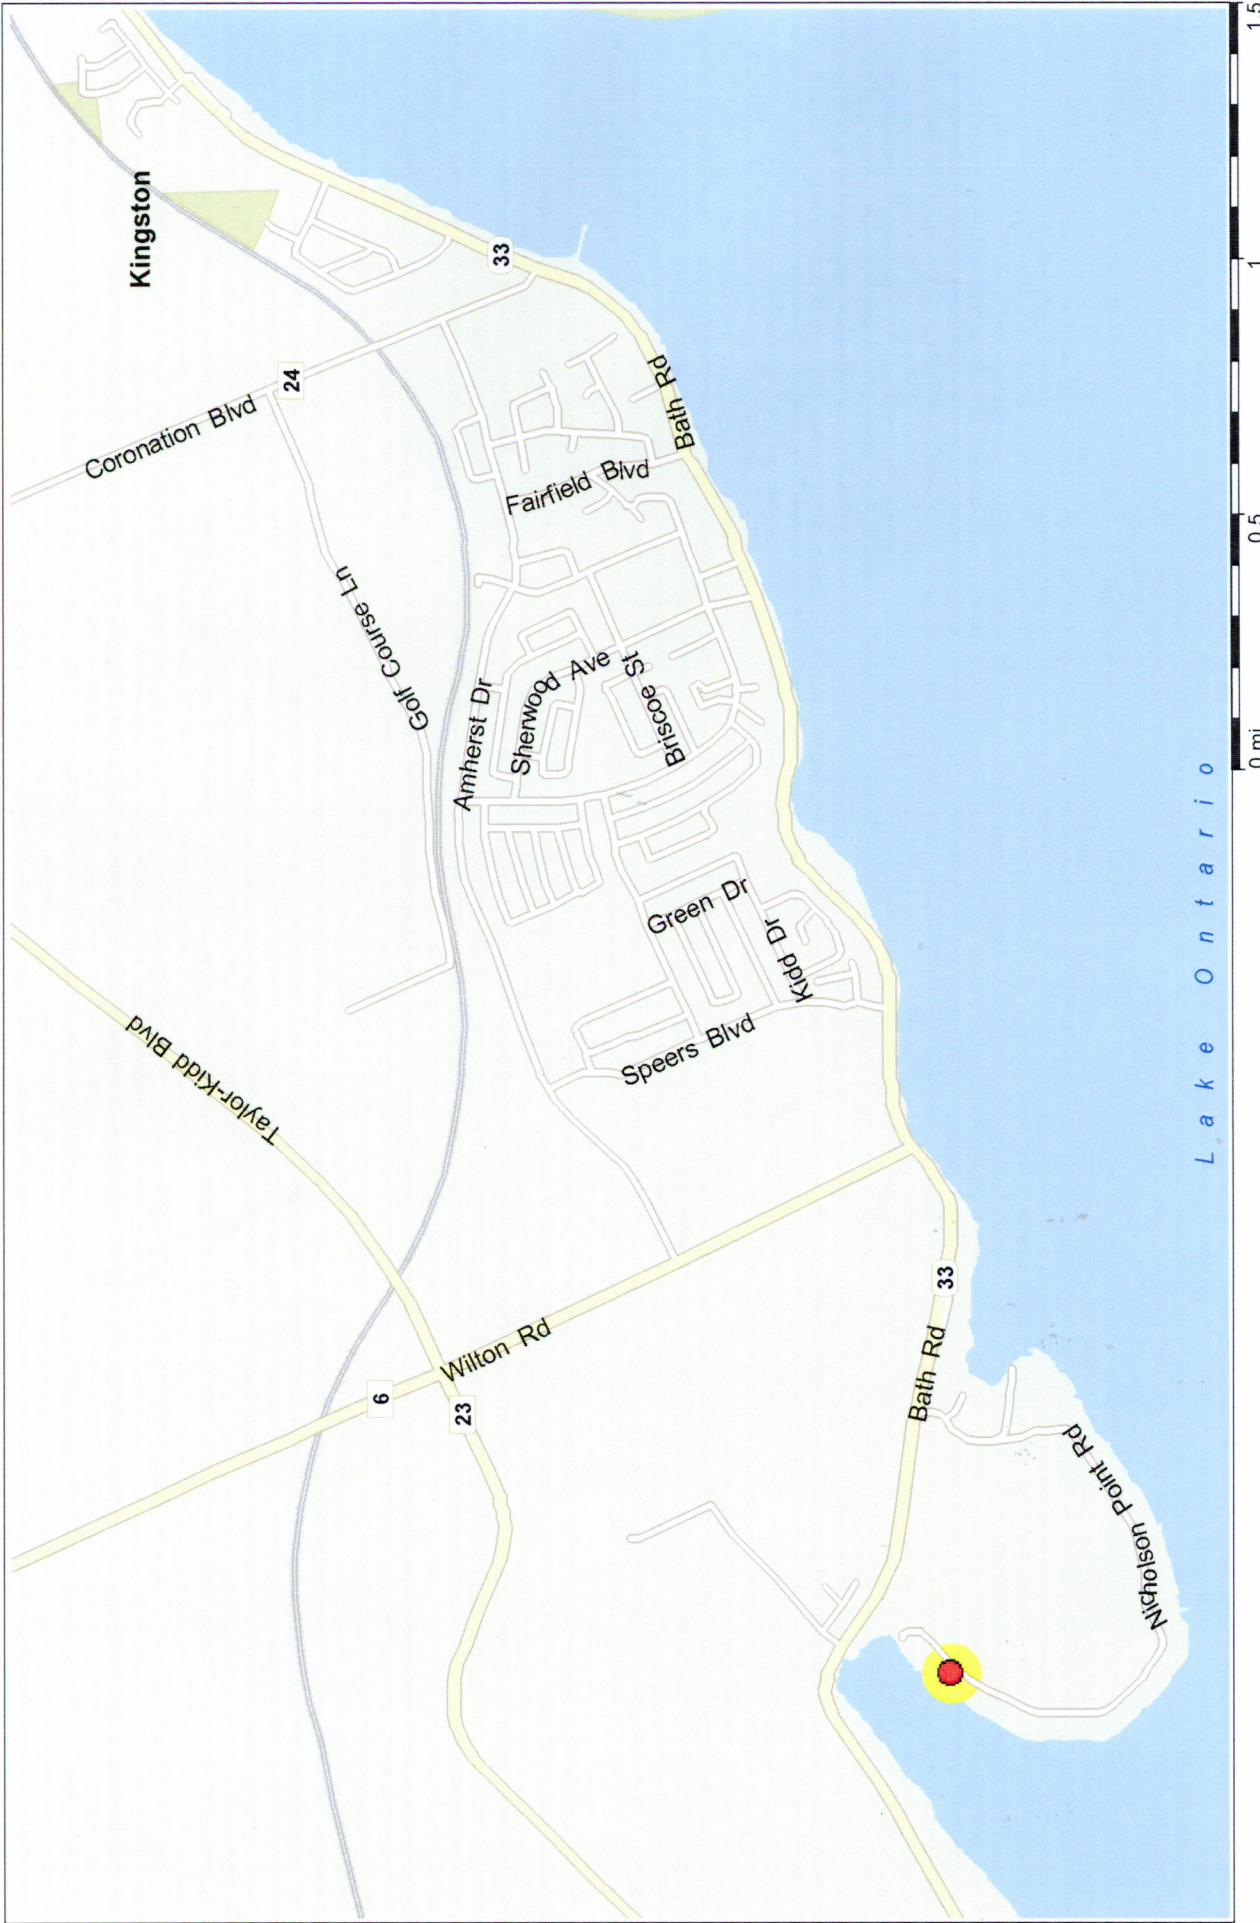 Kingston
33
24
Coronation Blvd
Bath Rd
Fairfield Blvd
Golf Course Ln
Amherst Dr
Sherwood Ave
Briscoe St
Green Dr
Kidd Dr
Speers Blvd
Taylor-Kidd Blvd
Wilton Rd
6
23
33
Bath Rd
Nicholson Point Rd
Lake Ontario
0 mi
0.5
1
1.5